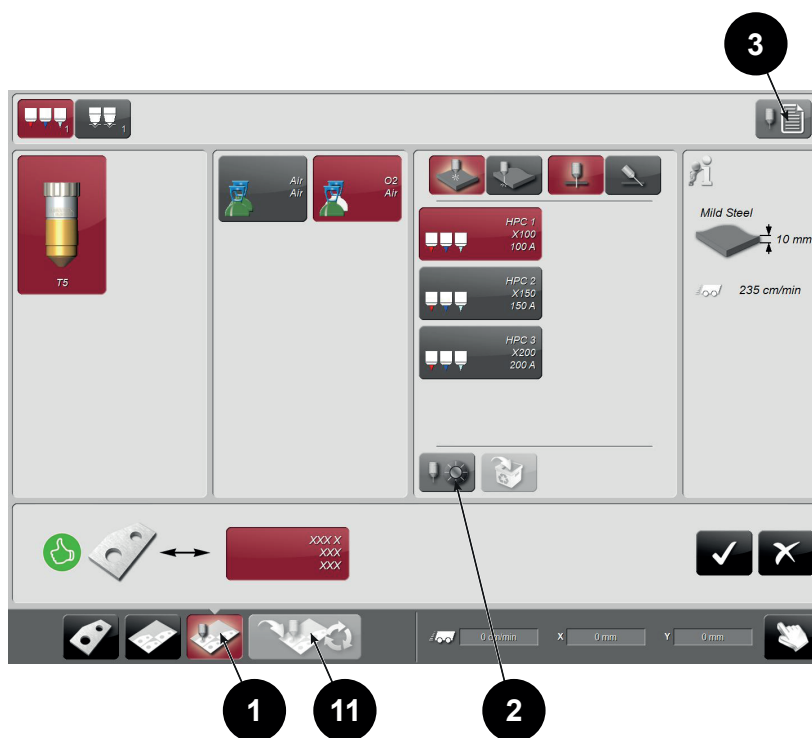 3
1
1
T5
Air
Air
O2
Air
HPC 1
X100
100 A
HPC 2
X150
150 A
HPC 3
X200
200 A
Mild Steel
10 mm
235 cm/min
XXX X
XXX
XXX
0 cm/min
X
0 mm
Y
0 mm
1
11
2